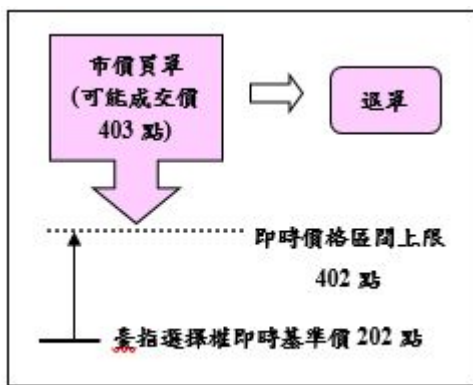 市價買單
(可能成交價
403 點)
退單
即時價格區間上限
402 點
臺指選擇權即時基準價 202 點